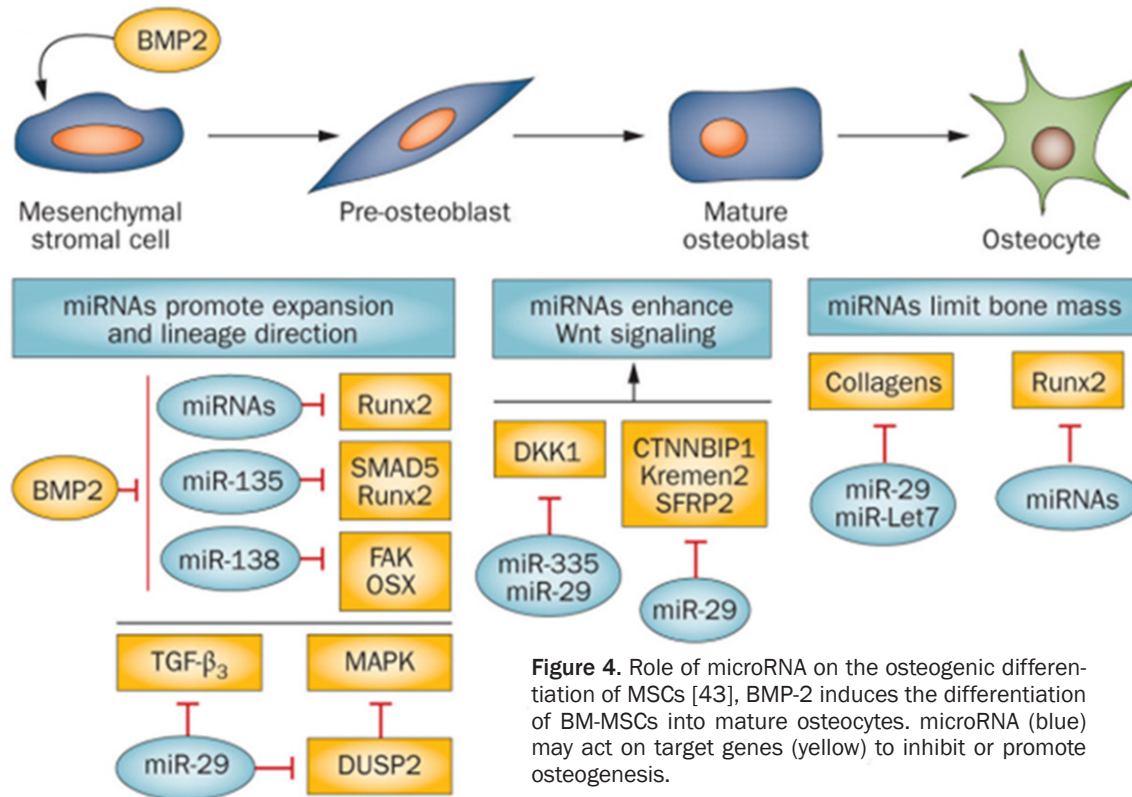 BMP2
Mesenchymal
stromal cell
Pre-osteoblast
Mature
osteoblast
Osteocyte
miRNAs promote expansion
and lineage direction
miRNAs enhance
Wnt signaling
miRNAs limit bone mass
BMP2
miRNAs
Runx2
miR-135
SMAD5
Runx2
miR-138
FAK
OSX
TGF-β₃
MAPK
miR-29
DUSP2
DKK1
CTNNBIP1
Kremen2
SFRP2
miR-335
miR-29
miR-29
Collagens
Runx2
miR-29
miR-Let7
miRNAs
Figure 4. Role of microRNA on the osteogenic differen-
tiation of MSCs [43], BMP-2 induces the differentiation
of BM-MSCs into mature osteocytes. microRNA (blue)
may act on target genes (yellow) to inhibit or promote
osteogenesis.